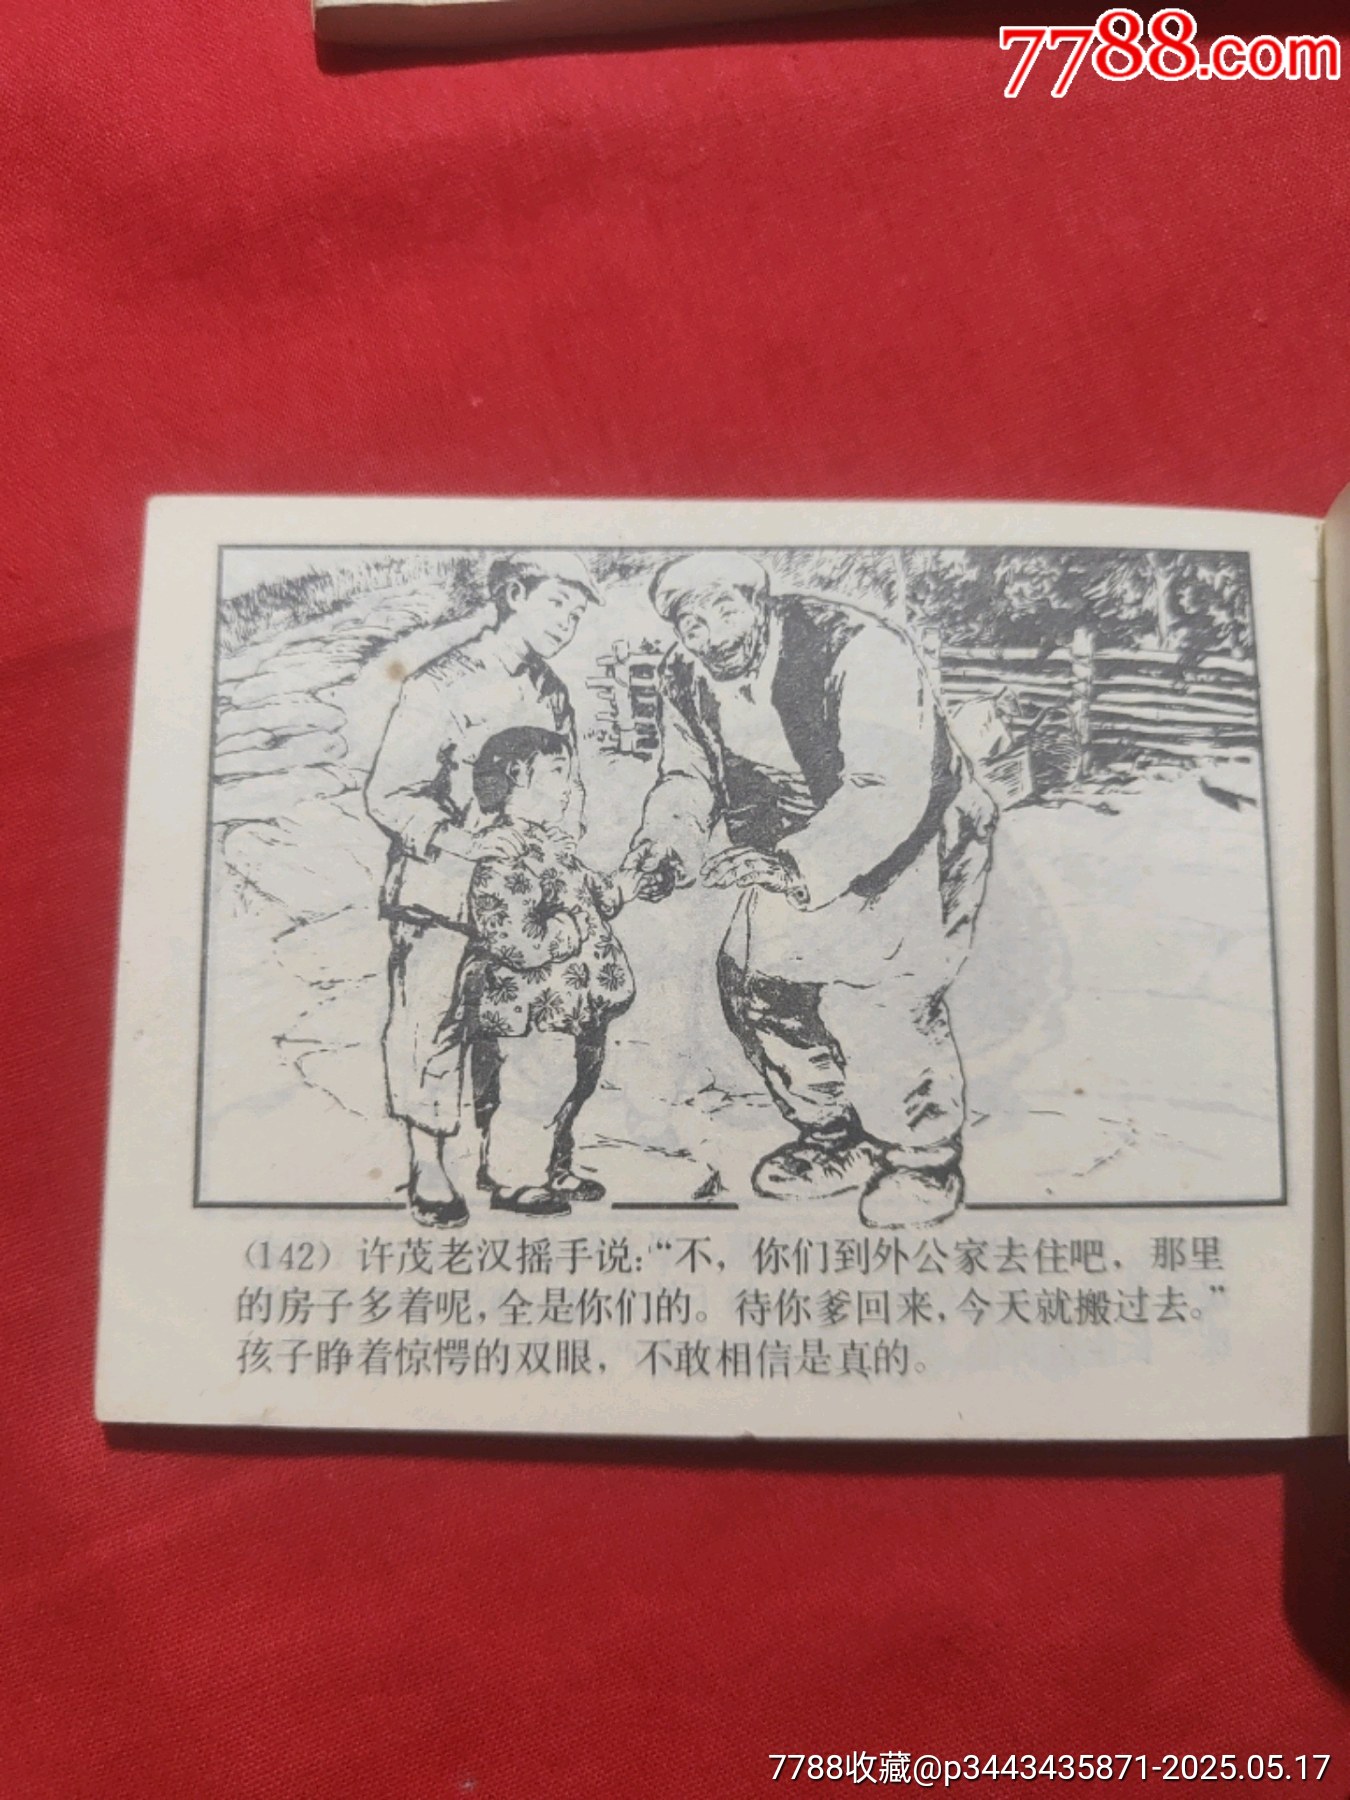 7788.com
(142) 许茂老汉摇手说:“不,你们到外公家去住吧,那里
的房子多着呢,全是你们的。待你爹回来,今天就搬过去。”
孩子睁着惊愕的双眼,不敢相信是真的。
7788收藏@p3443435871-2025.05.17